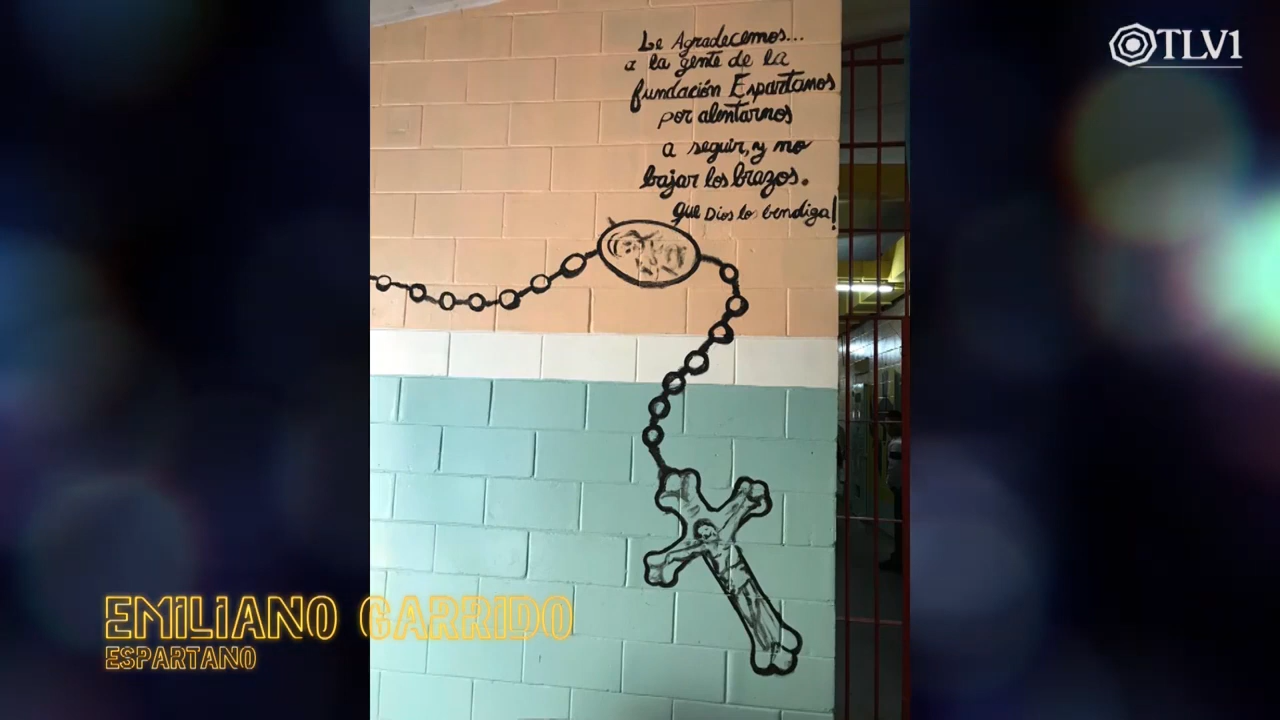 TLV1
Le Agradecemos...
a la gente de la
fundación Espartanos
por alentarnos
a seguir, y no
bajar los brazos.
que Dios lo bendiga!
EMILIANO GARRIDO
ESPARTANO